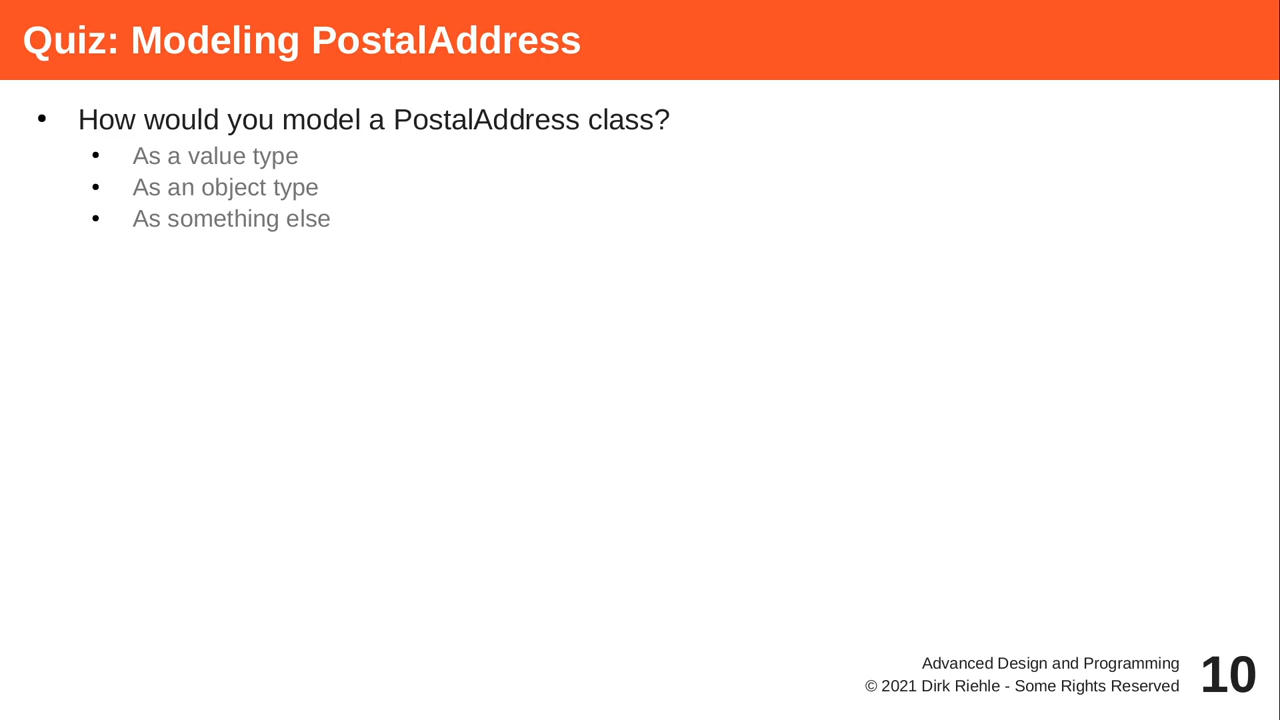 Quiz: Modeling PostalAddress
• How would you model a PostalAddress class?
• As a value type
• As an object type
• As something else
Advanced Design and Programming
© 2021 Dirk Riehle - Some Rights Reserved
10